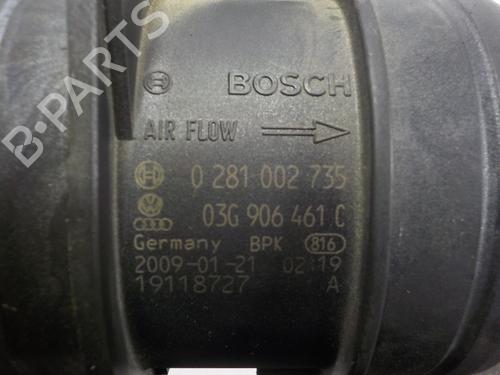 B-PARTS
BOSCH
AIR FLOW
0 281 002 735
03G 906 461 C
Germany BPK 816
2009-01-21 02:19
19118727 A